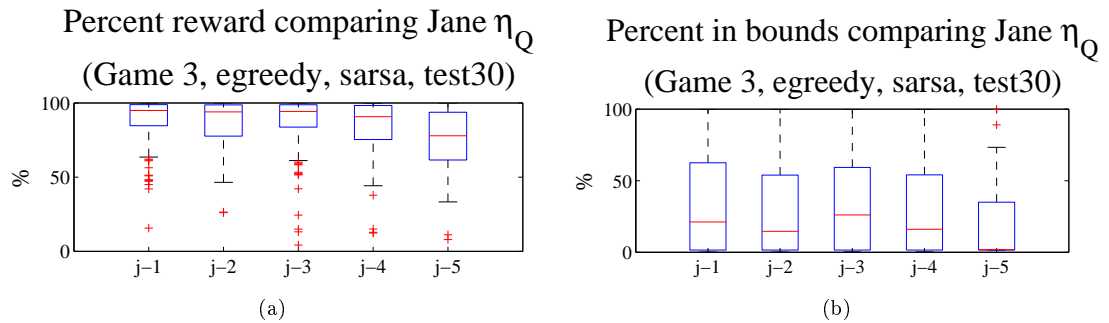 Percent reward comparing Jane η_Q
(Game 3, egreedy, sarsa, test30)
100
50
0
%
j−1 j−2 j−3 j−4 j−5
(a)
Percent in bounds comparing Jane η_Q
(Game 3, egreedy, sarsa, test30)
100
50
0
%
j−1 j−2 j−3 j−4 j−5
(b)